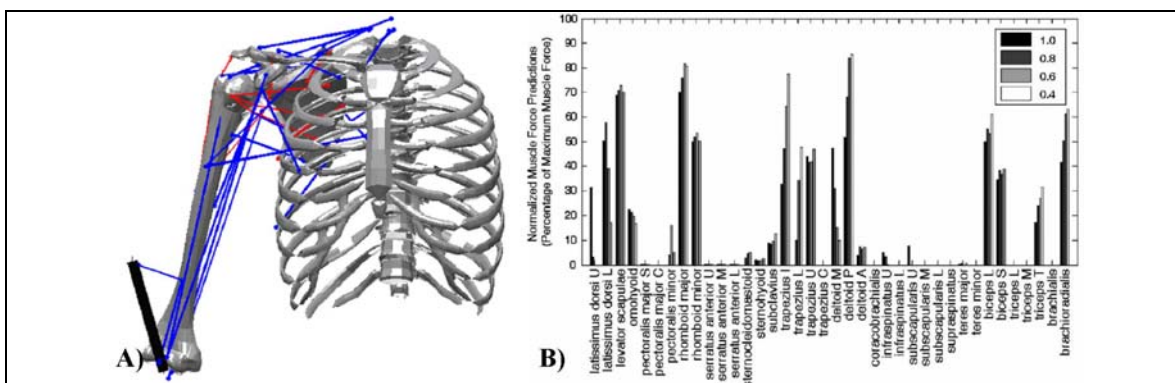 A)
B)
Normalized Muscle Force Predictions
(Percentage of Maximum Muscle Force)
100
90
80
70
60
50
40
30
20
10
0
1.0
0.8
0.6
0.4
latissimus dorsi U
latissimus dorsi L
levator scapulae
omohyoid
pectoralis major S
pectoralis major C
pectoralis minor
rhomboid major
rhomboid minor
serratus anterior U
serratus anterior M
serratus anterior L
sternocleidomastoid
sternohyoid
subclavius
trapezius I
trapezius L
trapezius U
trapezius C
deltoid M
deltoid P
deltoid A
coracobrachialis
infraspinatus U
infraspinatus L
subscapularis U
subscapularis M
subscapularis L
supraspinatus
teres major
teres minor
biceps L
biceps S
triceps L
triceps M
triceps T
brachialis
brachioradialis